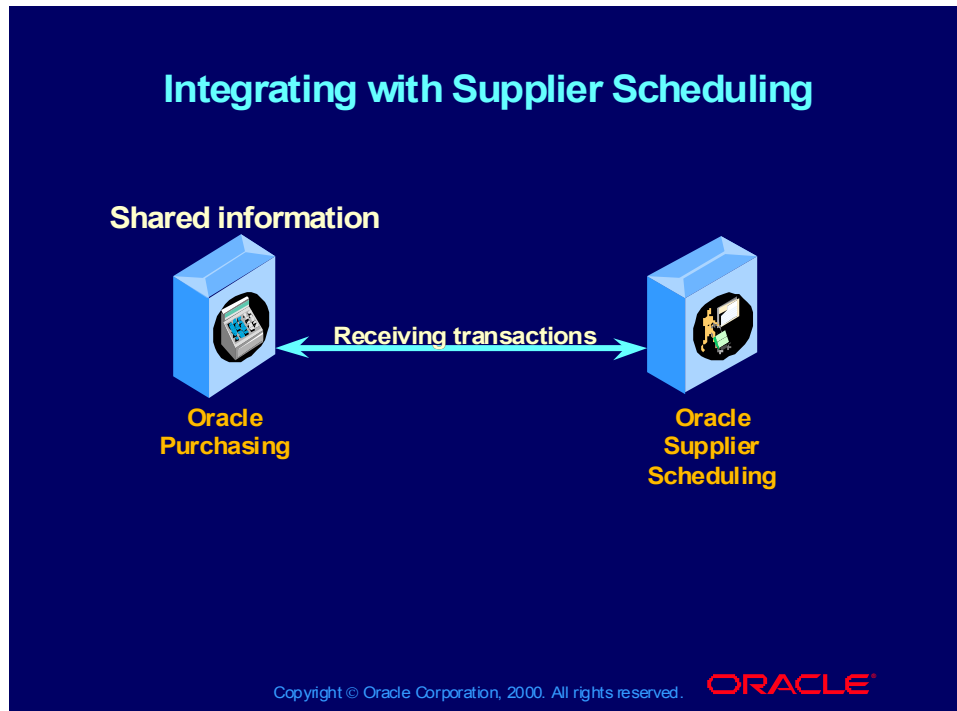 Integrating with Supplier Scheduling
Shared information
Receiving transactions
Oracle
Purchasing
Oracle
Supplier
Scheduling
Copyright © Oracle Corporation, 2000. All rights reserved.
ORACLE®